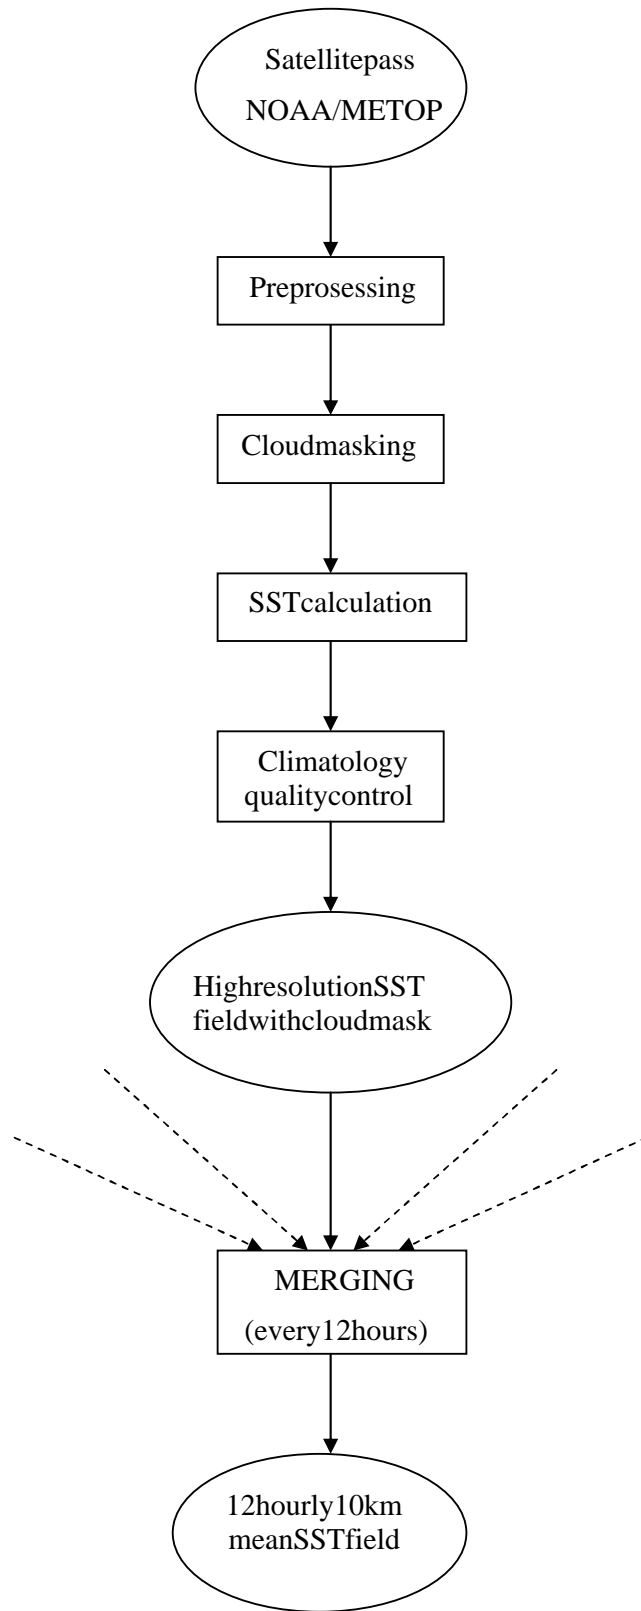 Satellitepass
NOAA/METOP
Preprosessing
Cloudmasking
SSTcalculation
Climatology
qualitycontrol
HighresolutionSST
fieldwithcloudmask
MERGING
(every12hours)
12hourly10km
meanSSTfield